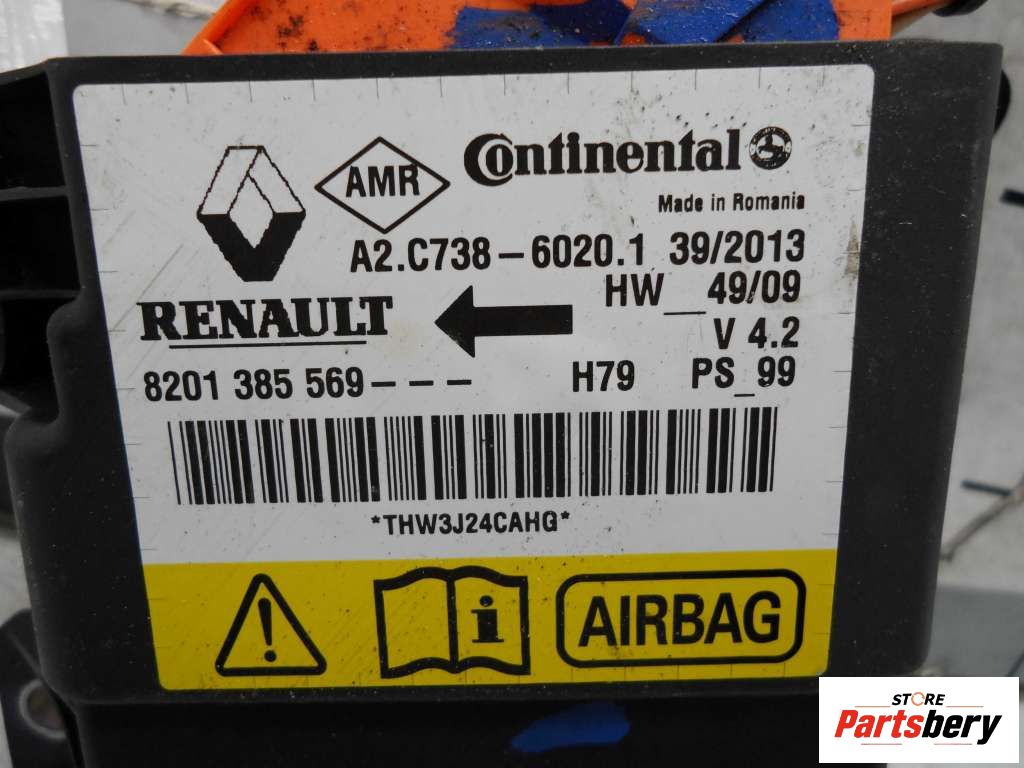 AMR
Continental
Made in Romania
A2.C738-6020.1 39/2013
HW__49/09
RENAULT
V 4.2
8201 385 569---
H79 PS_99
*THW3J24CAHG*
i
AIRBAG
STORE
Partsbery